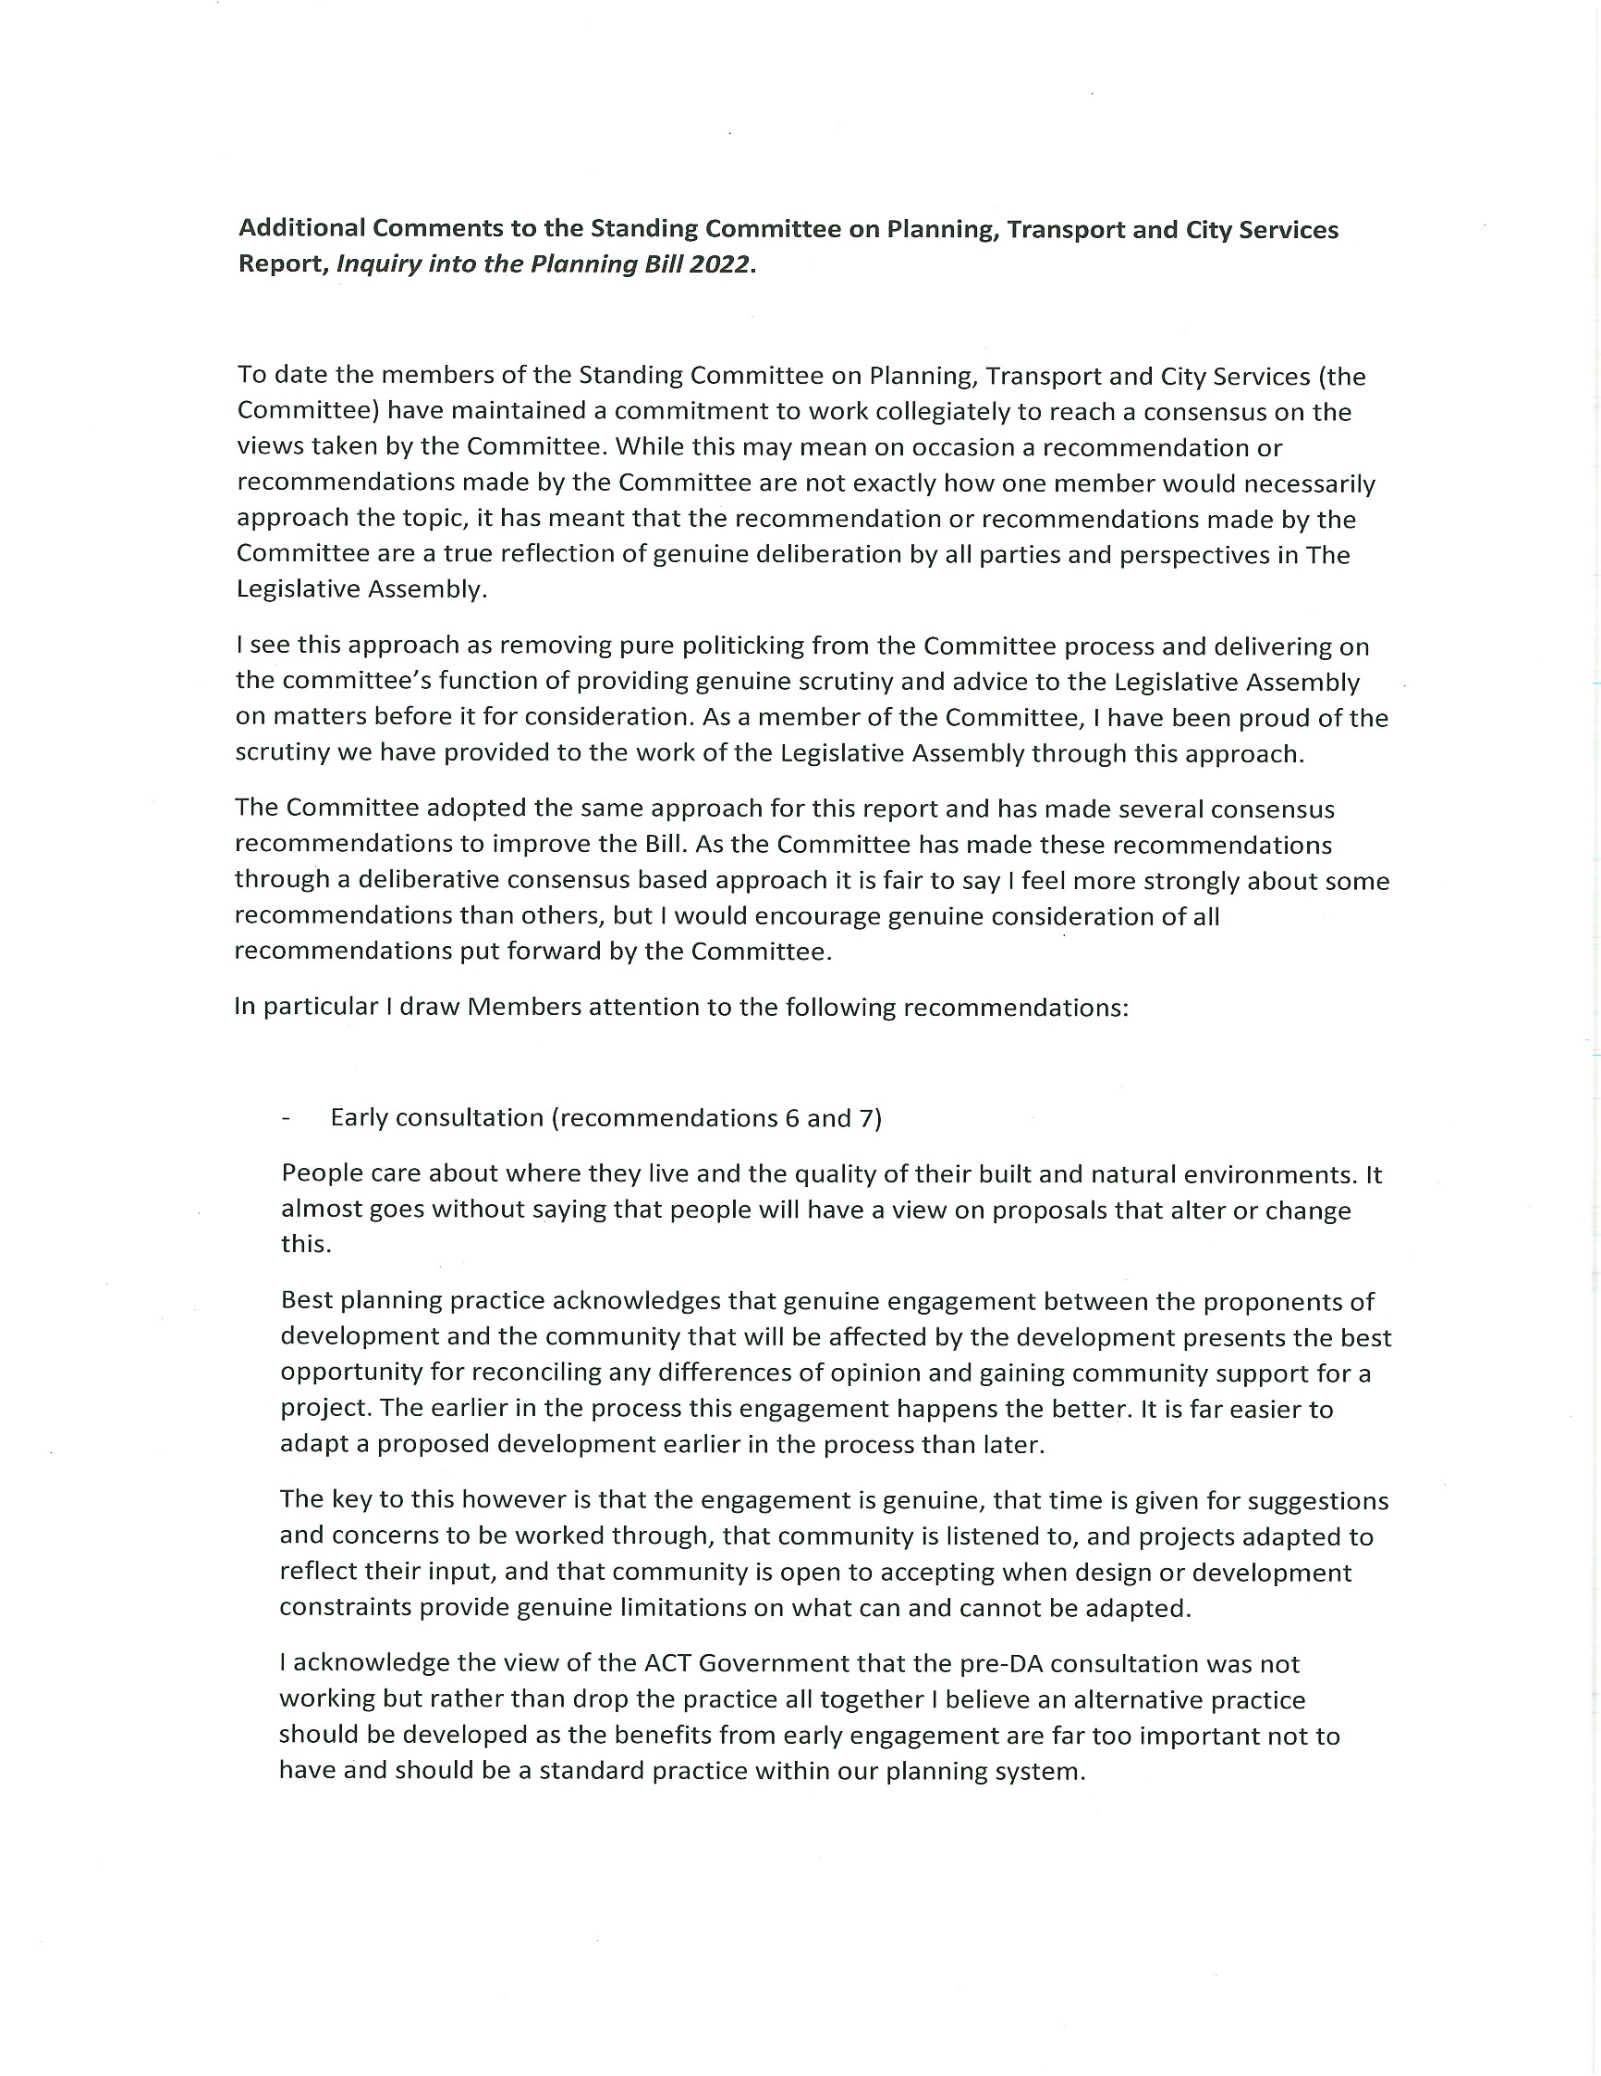 Additional Comments to the Standing Committee on Planning, Transport and City Services
Report, Inquiry into the Planning Bill 2022.
To date the members of the Standing Committee on Planning, Transport and City Services (the
Committee) have maintained a commitment to work collegiately to reach a consensus on the
views taken by the Committee. While this may mean on occasion a recommendation or
recommendations made by the Committee are not exactly how one member would necessarily
approach the topic, it has meant that the recommendation or recommendations made by the
Committee are a true reflection of genuine deliberation by all parties and perspectives in The
Legislative Assembly.
I see this approach as removing pure politicking from the Committee process and delivering on
the committee's function of providing genuine scrutiny and advice to the Legislative Assembly
on matters before it for consideration. As a member of the Committee, I have been proud of the
scrutiny we have provided to the work of the Legislative Assembly through this approach.
The Committee adopted the same approach for this report and has made several consensus
recommendations to improve the Bill. As the Committee has made these recommendations
through a deliberative consensus based approach it is fair to say I feel more strongly about some
recommendations than others, but I would encourage genuine consideration of all
recommendations put forward by the Committee.
In particular I draw Members attention to the following recommendations:
- Early consultation (recommendations 6 and 7)
People care about where they live and the quality of their built and natural environments. It
almost goes without saying that people will have a view on proposals that alter or change
this.
Best planning practice acknowledges that genuine engagement between the proponents of
development and the community that will be affected by the development presents the best
opportunity for reconciling any differences of opinion and gaining community support for a
project. The earlier in the process this engagement happens the better. It is far easier to
adapt a proposed development earlier in the process than later.
The key to this however is that the engagement is genuine, that time is given for suggestions
and concerns to be worked through, that community is listened to, and projects adapted to
reflect their input, and that community is open to accepting when design or development
constraints provide genuine limitations on what can and cannot be adapted.
I acknowledge the view of the ACT Government that the pre-DA consultation was not
working but rather than drop the practice all together I believe an alternative practice
should be developed as the benefits from early engagement are far too important not to
have and should be a standard practice within our planning system.